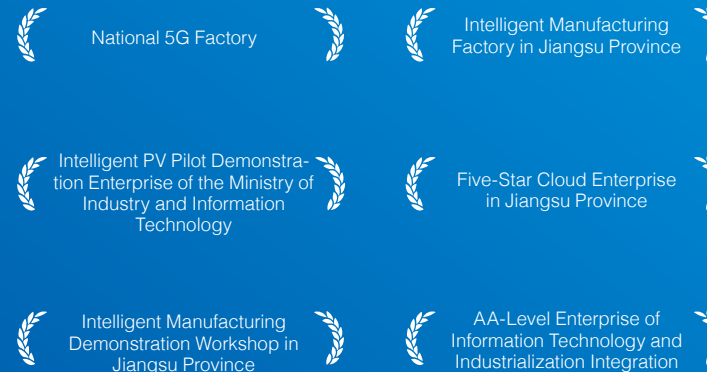 National 5G Factory
Intelligent Manufacturing
Factory in Jiangsu Province
Intelligent PV Pilot Demonstra-
tion Enterprise of the Ministry of
Industry and Information
Technology
Five-Star Cloud Enterprise
in Jiangsu Province
Intelligent Manufacturing
Demonstration Workshop in
Jiangsu Province
AA-Level Enterprise of
Information Technology and
Industrialization Integration